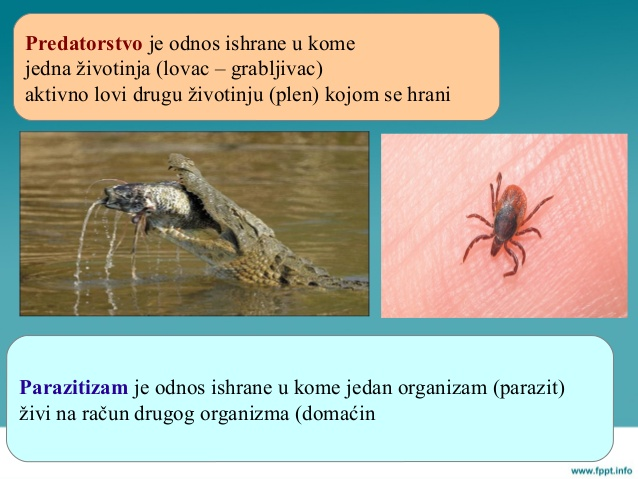 Predatorstvo je odnos ishrane u kome
jedna životinja (lovac – grabljivac)
aktivno lovi drugu životinju (plen) kojom se hrani
Parazitizam je odnos ishrane u kome jedan organizam (parazit)
živi na račun drugog organizma (domaćin
www.fppt.info